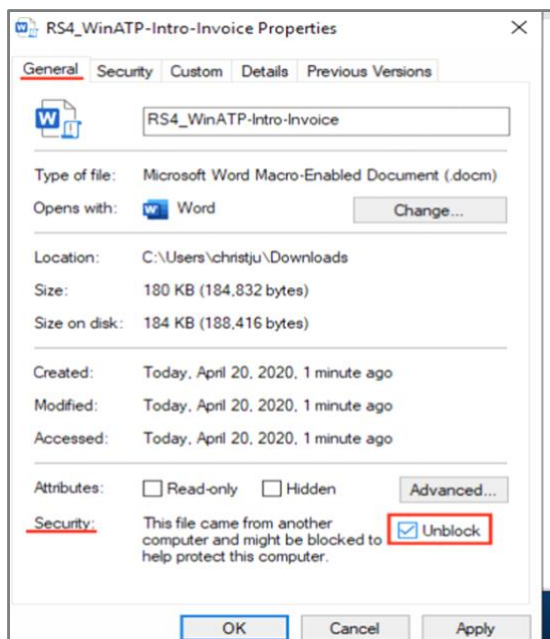 RS4_WinATP-Intro-Invoice Properties
General Security Custom Details Previous Versions
RS4_WinATP-Intro-Invoice
Type of file: Microsoft Word Macro-Enabled Document (.docm)
Opens with: Word Change...
Location: C:\Users\christju\Downloads
Size: 180 KB (184,832 bytes)
Size on disk: 184 KB (188,416 bytes)
Created: Today, April 20, 2020, 1 minute ago
Modified: Today, April 20, 2020, 1 minute ago
Accessed: Today, April 20, 2020, 1 minute ago
Attributes: Read-only Hidden Advanced...
Security: This file came from another
computer and might be blocked to Unblock
help protect this computer.
OK Cancel Apply